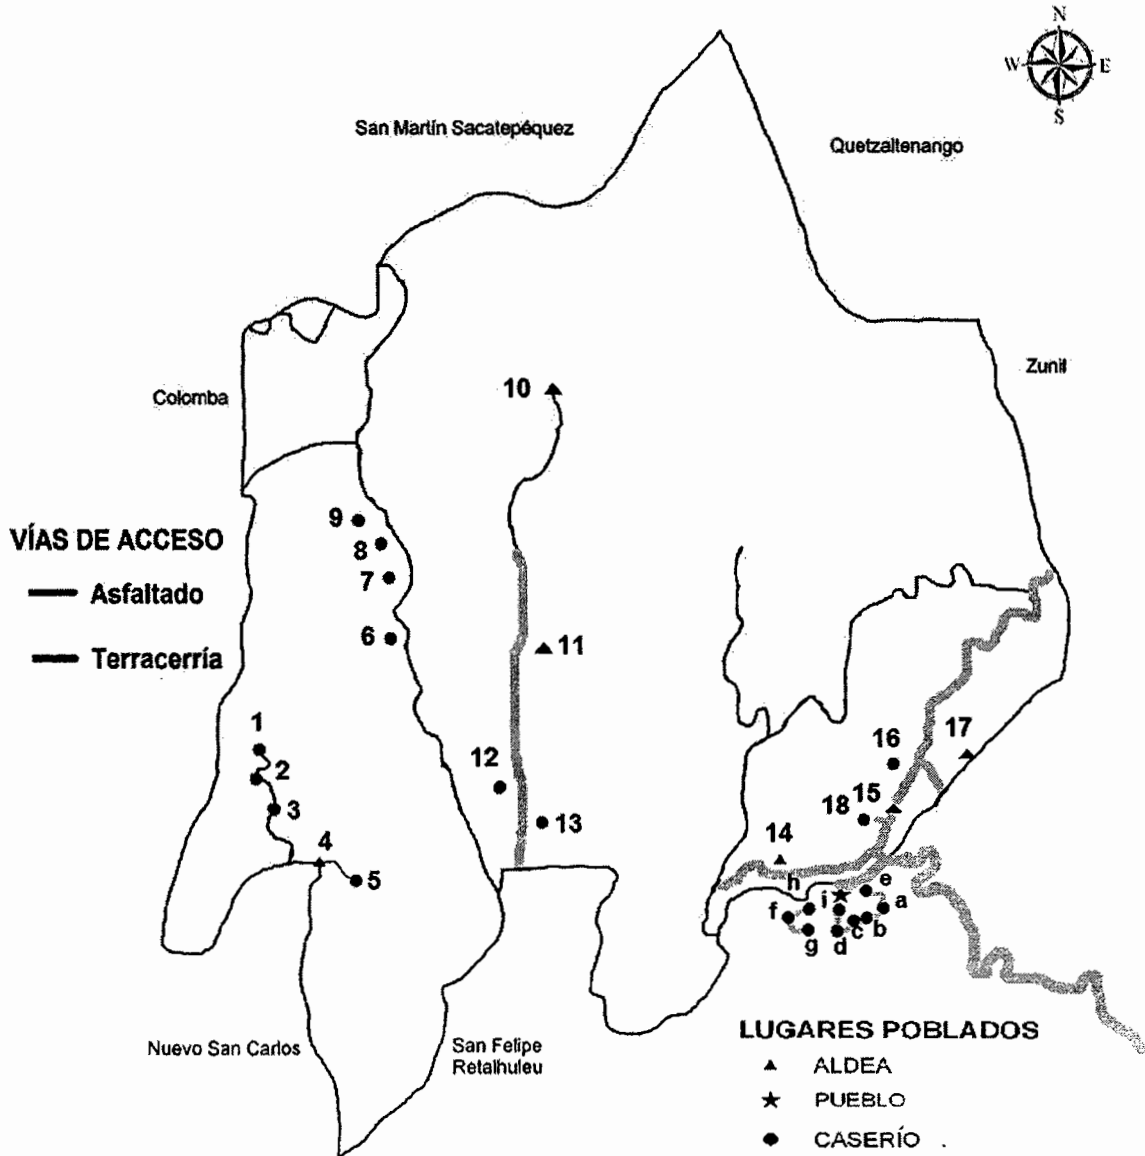 N
W E
S
San Martín Sacatepéquez
Quetzaltenango
Zunil
Colomba
10
9
8
7
6
VÍAS DE ACCESO
Asfaltado
Terracerría
11
1
2
3
4
5
12
13
17
16
15
18
14
h
e
i
a
f
b
c
g
d
Nuevo San Carlos
San Felipe
Retalhuleu
LUGARES POBLADOS
ALDEA
PUEBLO
CASERÍO